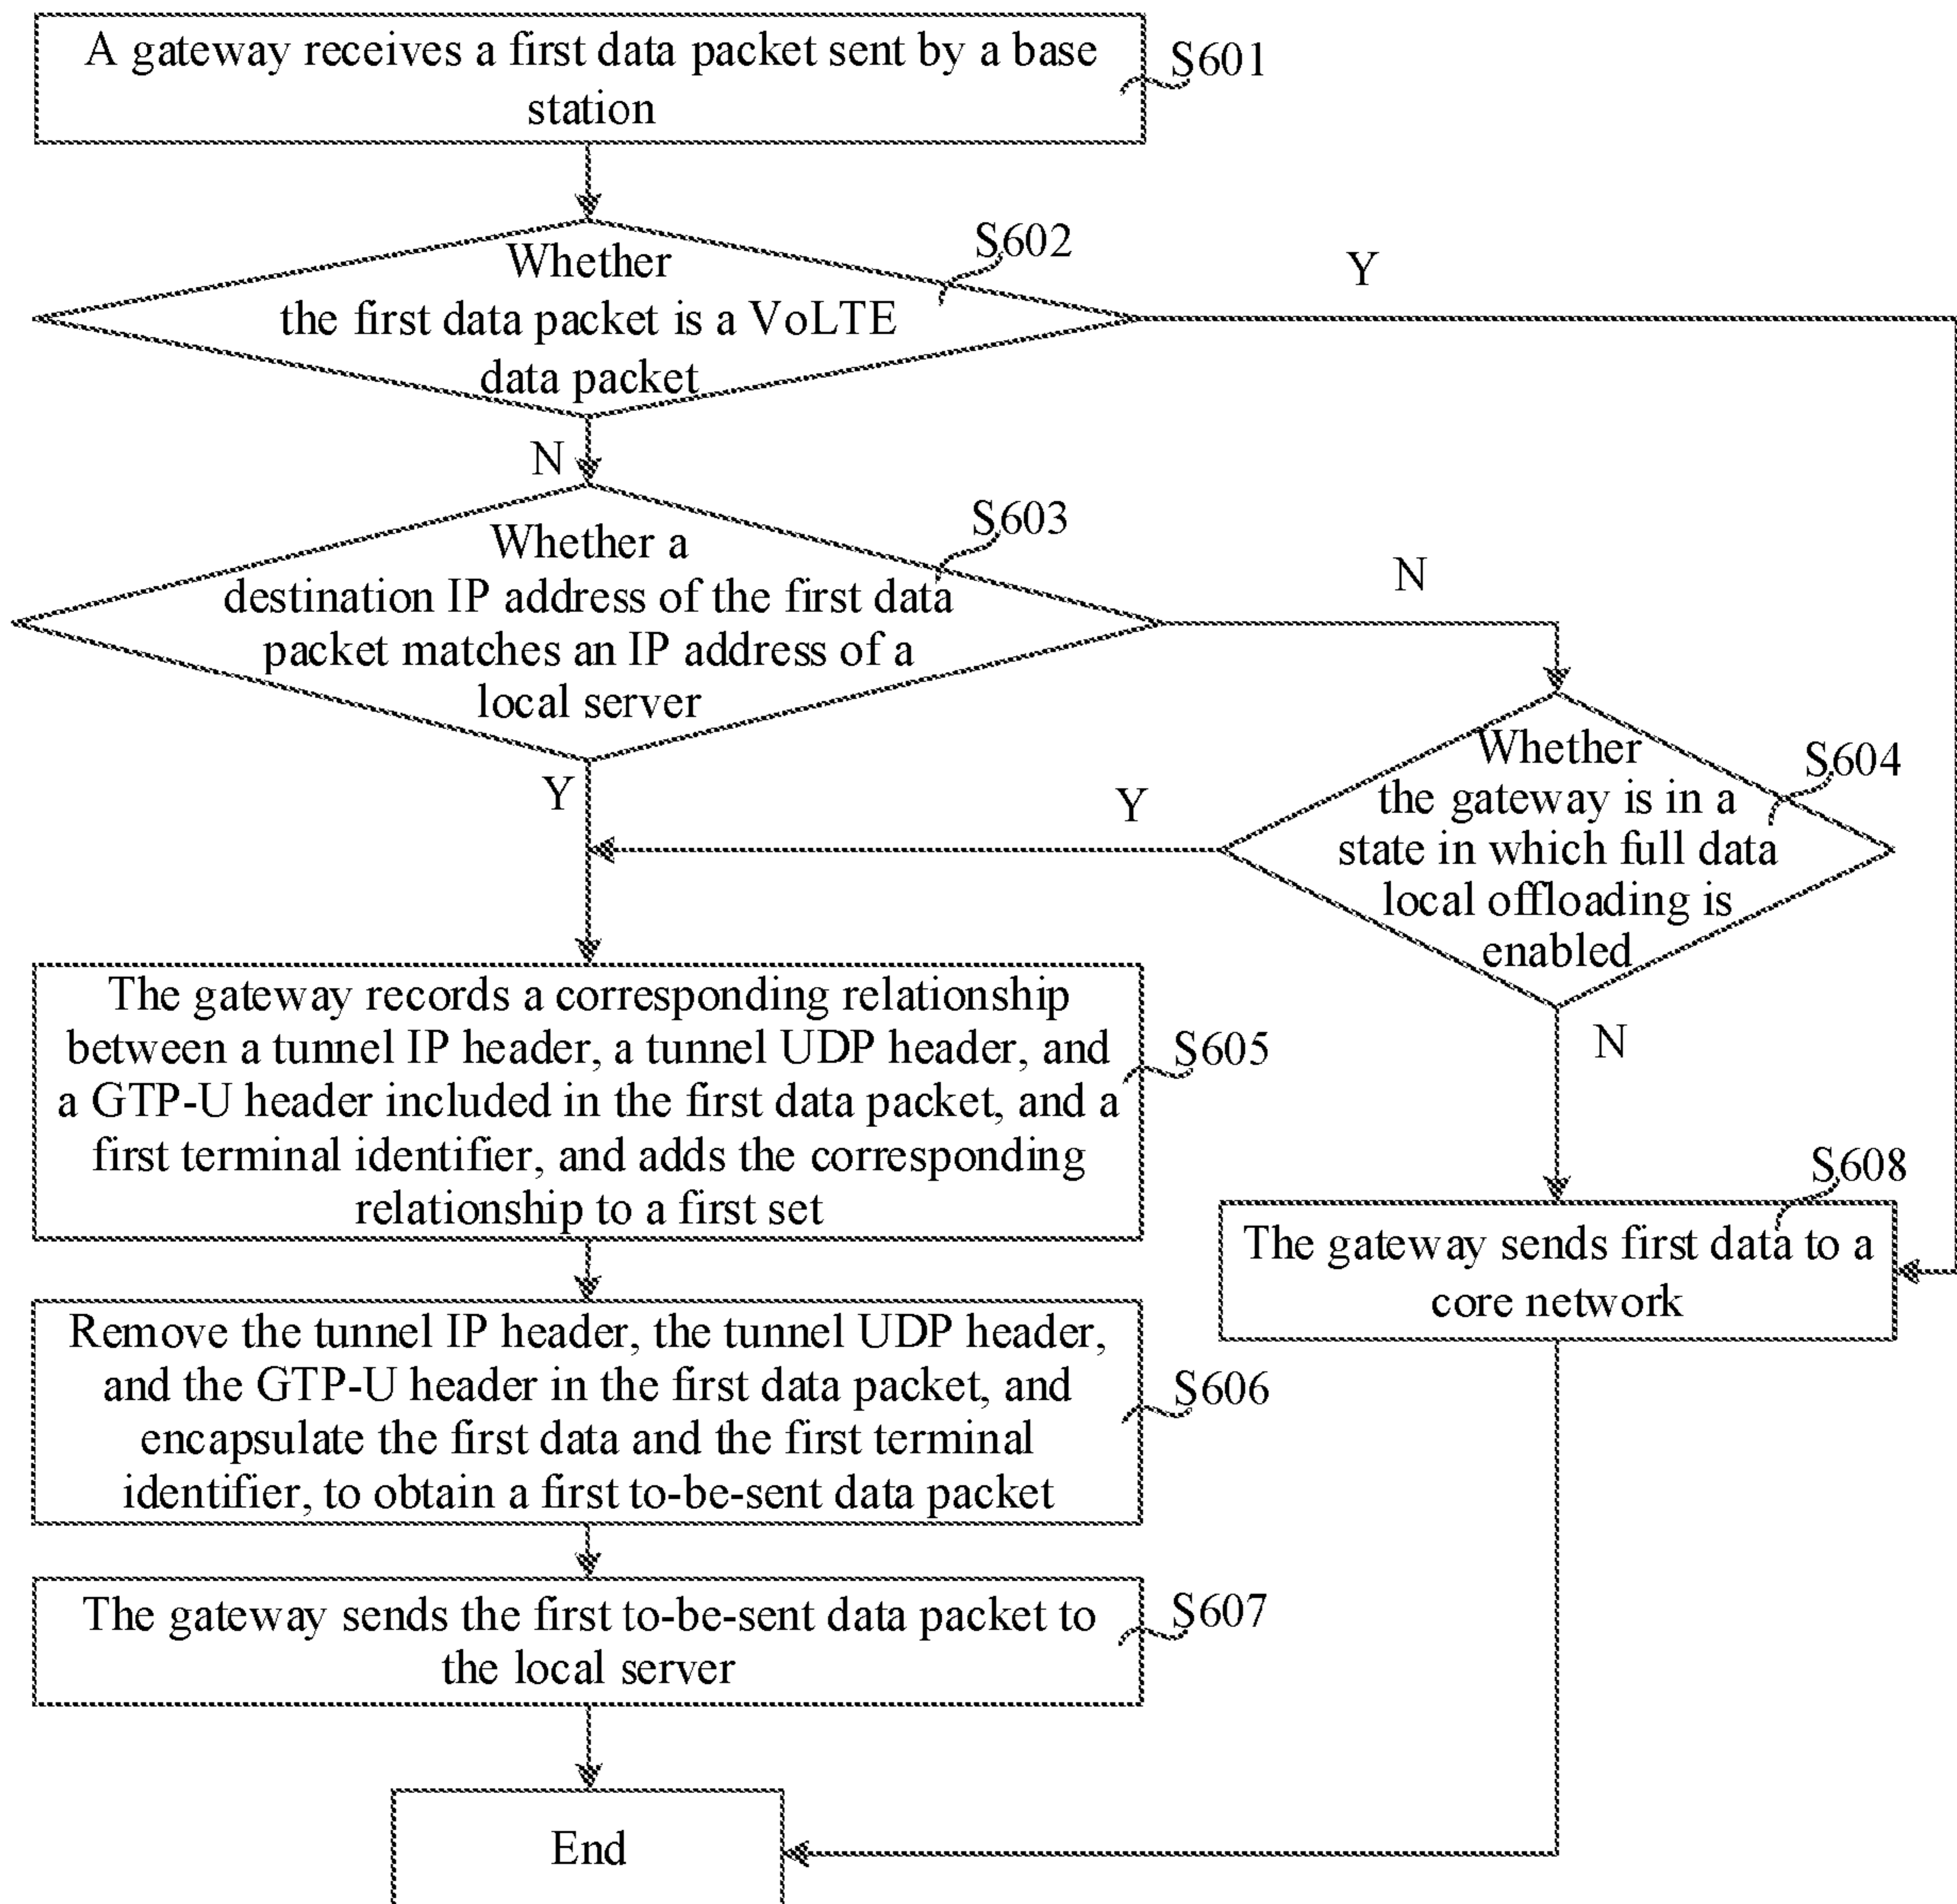 A gateway receives a first data packet sent by a base
station
S601
S602
Whether
the first data packet is a VoLTE
data packet
Y
N
S603
Whether a
destination IP address of the first data
packet matches an IP address of a
local server
N
Y
S604
Whether
the gateway is in a
state in which full data
local offloading is
enabled
Y
N
The gateway records a corresponding relationship
between a tunnel IP header, a tunnel UDP header, and
a GTP-U header included in the first data packet, and a
first terminal identifier, and adds the corresponding
relationship to a first set
S605
S608
The gateway sends first data to a
core network
Remove the tunnel IP header, the tunnel UDP header,
and the GTP-U header in the first data packet, and
encapsulate the first data and the first terminal
identifier, to obtain a first to-be-sent data packet
S606
The gateway sends the first to-be-sent data packet to
the local server
S607
End